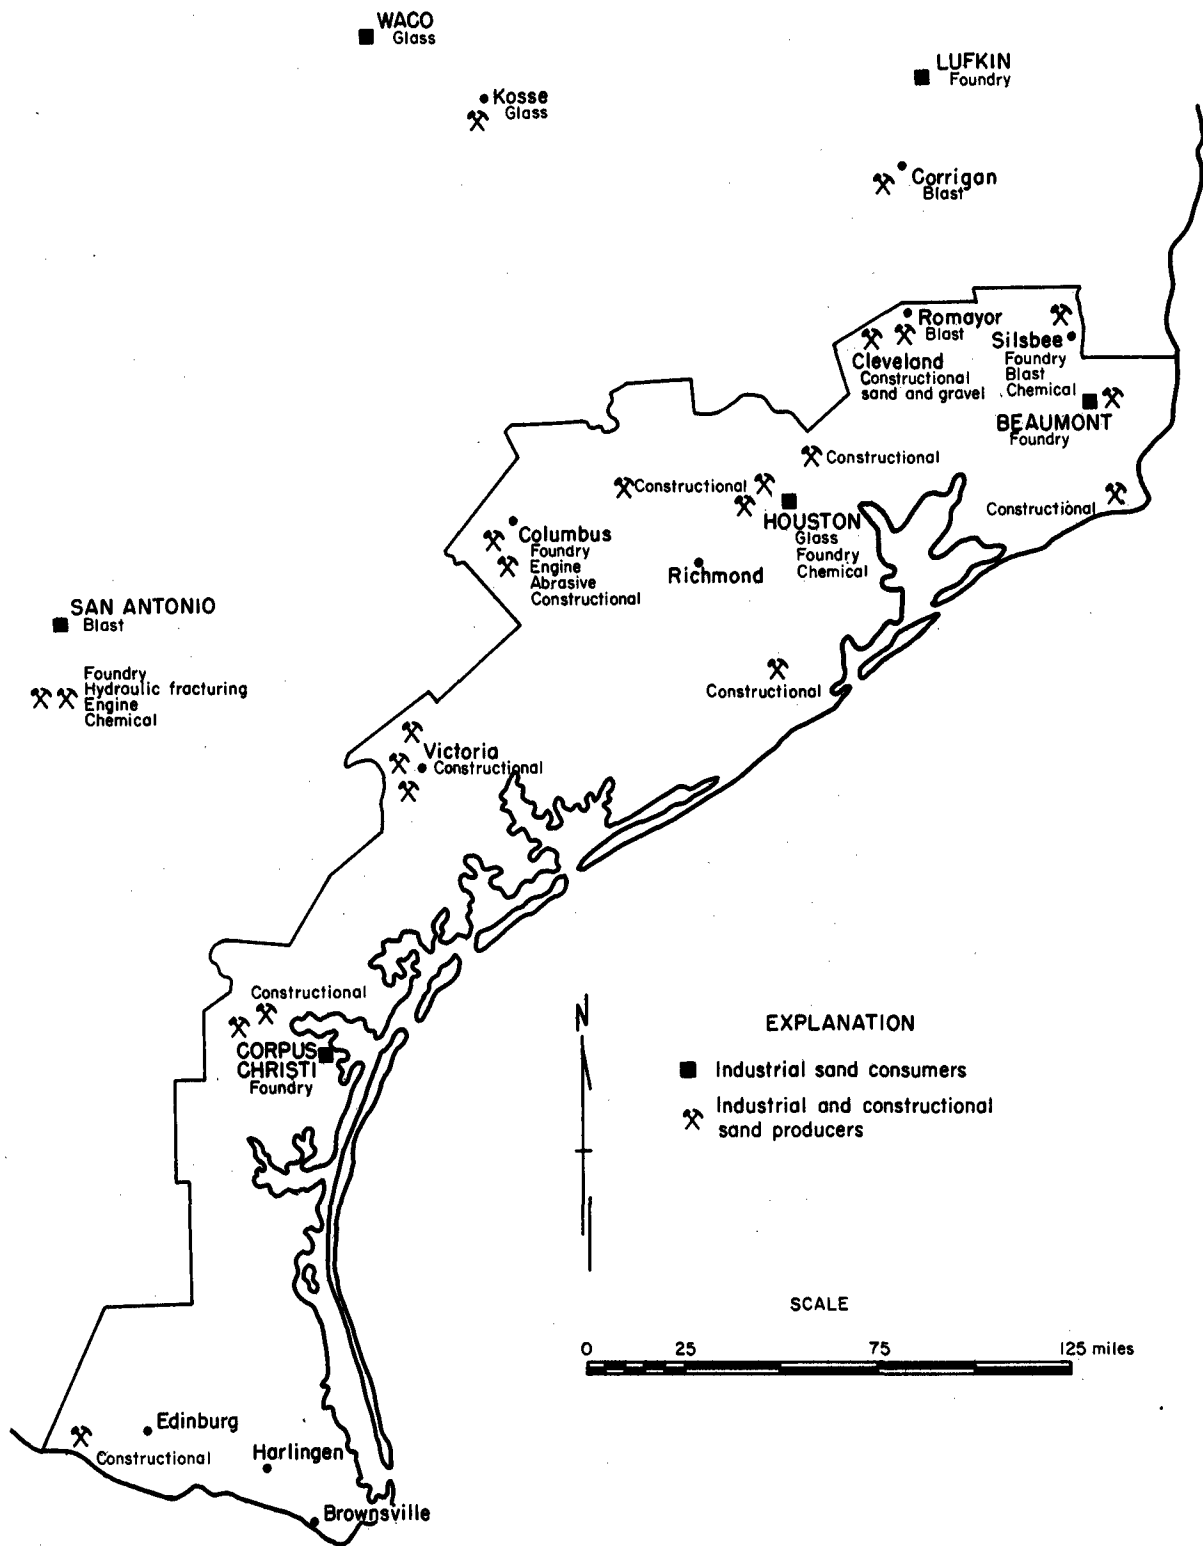 WACO
Glass
LUFKIN
Foundry
Kosse
Glass
Corrigan
Blast
Romayor
Blast
Cleveland
Constructional
sand and gravel
Silsbee
Foundry
Blast
Chemical
BEAUMONT
Foundry
Constructional
Constructional
Constructional
HOUSTON
Glass
Foundry
Chemical
Columbus
Foundry
Engine
Abrasive
Constructional
Richmond
SAN ANTONIO
Blast
Foundry
Hydraulic fracturing
Engine
Chemical
Constructional
Victoria
Constructional
Constructional
CORPUS
CHRISTI
Foundry
N
EXPLANATION
Industrial sand consumers
Industrial and constructional
sand producers
SCALE
0 25 75 125 miles
Edinburg
Constructional
Harlingen
Brownsville